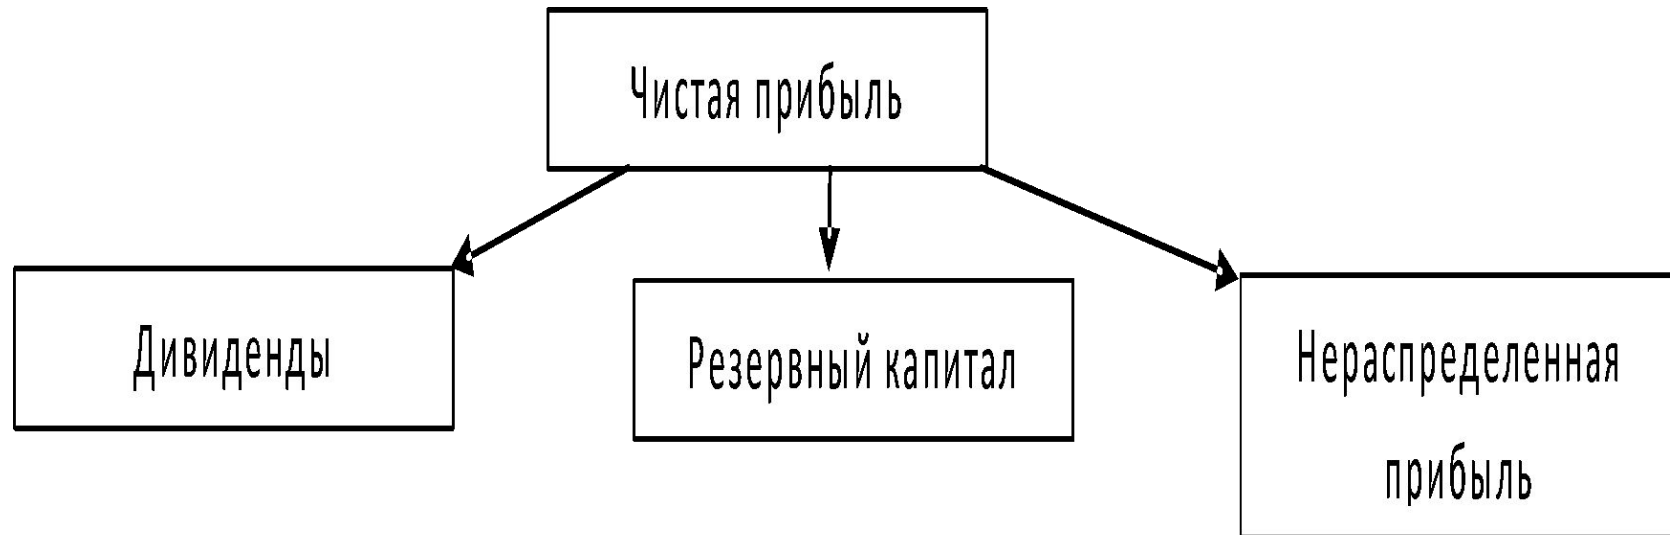 Чистая прибыль
Дивиденды
Резервный капитал
Нераспределенная
прибыль